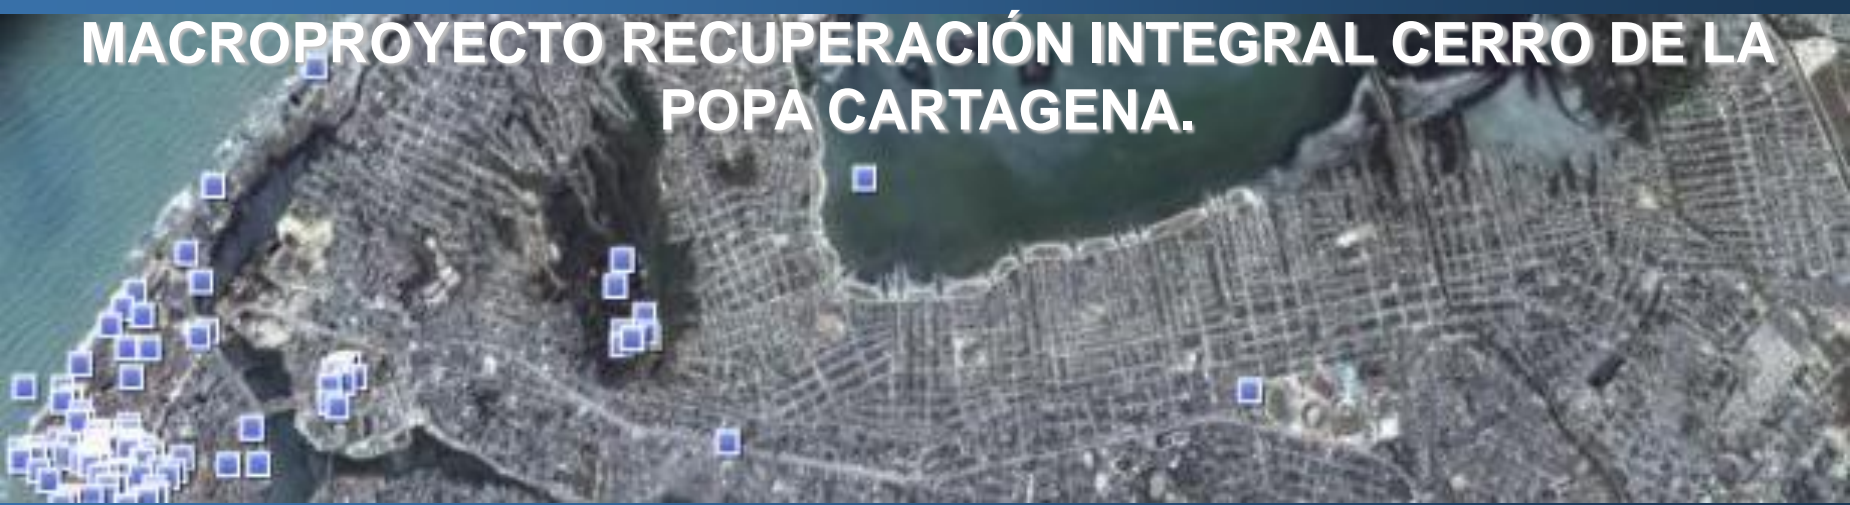 MACROPROYECTO RECUPERACIÓN INTEGRAL CERRO DE LA
POPA CARTAGENA.